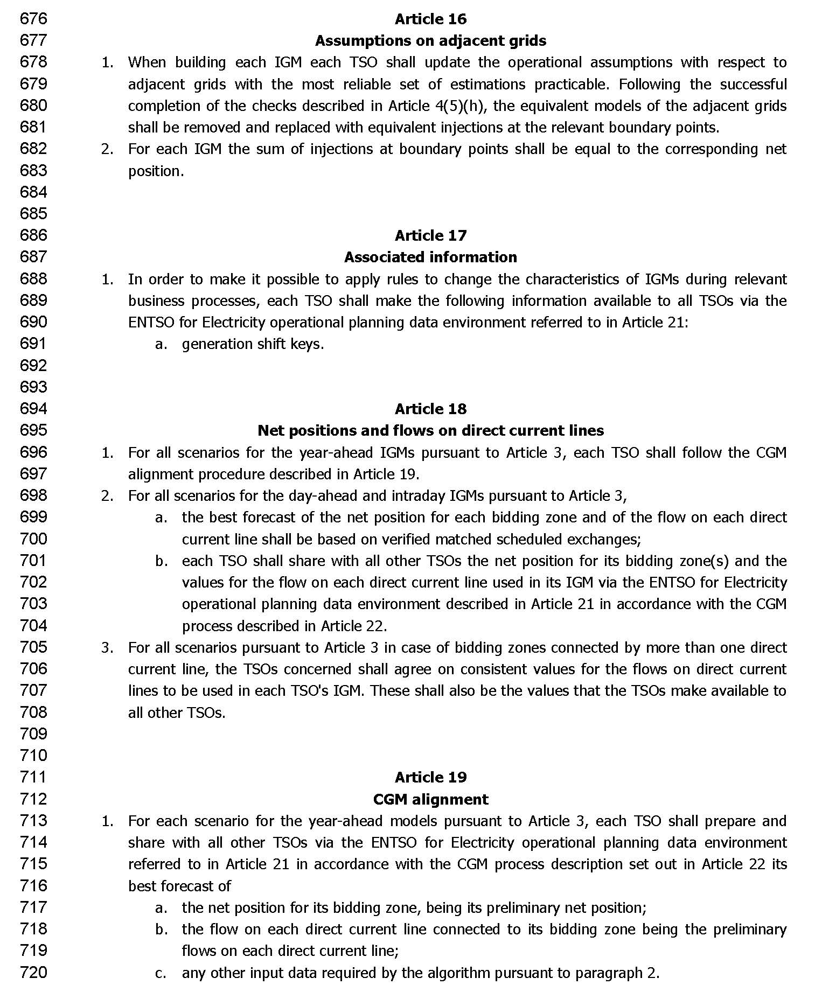 676 Article 16
677 Assumptions on adjacent grids
678 1. When building each IGM each TSO shall update the operational assumptions with respect to
679 adjacent grids with the most reliable set of estimations practicable. Following the successful
680 completion of the checks described in Article 4(5)(h), the equivalent models of the adjacent grids
681 shall be removed and replaced with equivalent injections at the relevant boundary points.
682 2. For each IGM the sum of injections at boundary points shall be equal to the corresponding net
683 position.
684
685
686 Article 17
687 Associated information
688 1. In order to make it possible to apply rules to change the characteristics of IGMs during relevant
689 business processes, each TSO shall make the following information available to all TSOs via the
690 ENTSO for Electricity operational planning data environment referred to in Article 21:
691 a. generation shift keys.
692
693
694 Article 18
695 Net positions and flows on direct current lines
696 1. For all scenarios for the year-ahead IGMs pursuant to Article 3, each TSO shall follow the CGM
697 alignment procedure described in Article 19.
698 2. For all scenarios for the day-ahead and intraday IGMs pursuant to Article 3,
699 a. the best forecast of the net position for each bidding zone and of the flow on each direct
700 current line shall be based on verified matched scheduled exchanges;
701 b. each TSO shall share with all other TSOs the net position for its bidding zone(s) and the
702 values for the flow on each direct current line used in its IGM via the ENTSO for Electricity
703 operational planning data environment described in Article 21 in accordance with the CGM
704 process described in Article 22.
705 3. For all scenarios pursuant to Article 3 in case of bidding zones connected by more than one direct
706 current line, the TSOs concerned shall agree on consistent values for the flows on direct current
707 lines to be used in each TSO's IGM. These shall also be the values that the TSOs make available to
708 all other TSOs.
709
710
711 Article 19
712 CGM alignment
713 1. For each scenario for the year-ahead models pursuant to Article 3, each TSO shall prepare and
714 share with all other TSOs via the ENTSO for Electricity operational planning data environment
715 referred to in Article 21 in accordance with the CGM process description set out in Article 22 its
716 best forecast of
717 a. the net position for its bidding zone, being its preliminary net position;
718 b. the flow on each direct current line connected to its bidding zone being the preliminary
719 flows on each direct current line;
720 c. any other input data required by the algorithm pursuant to paragraph 2.